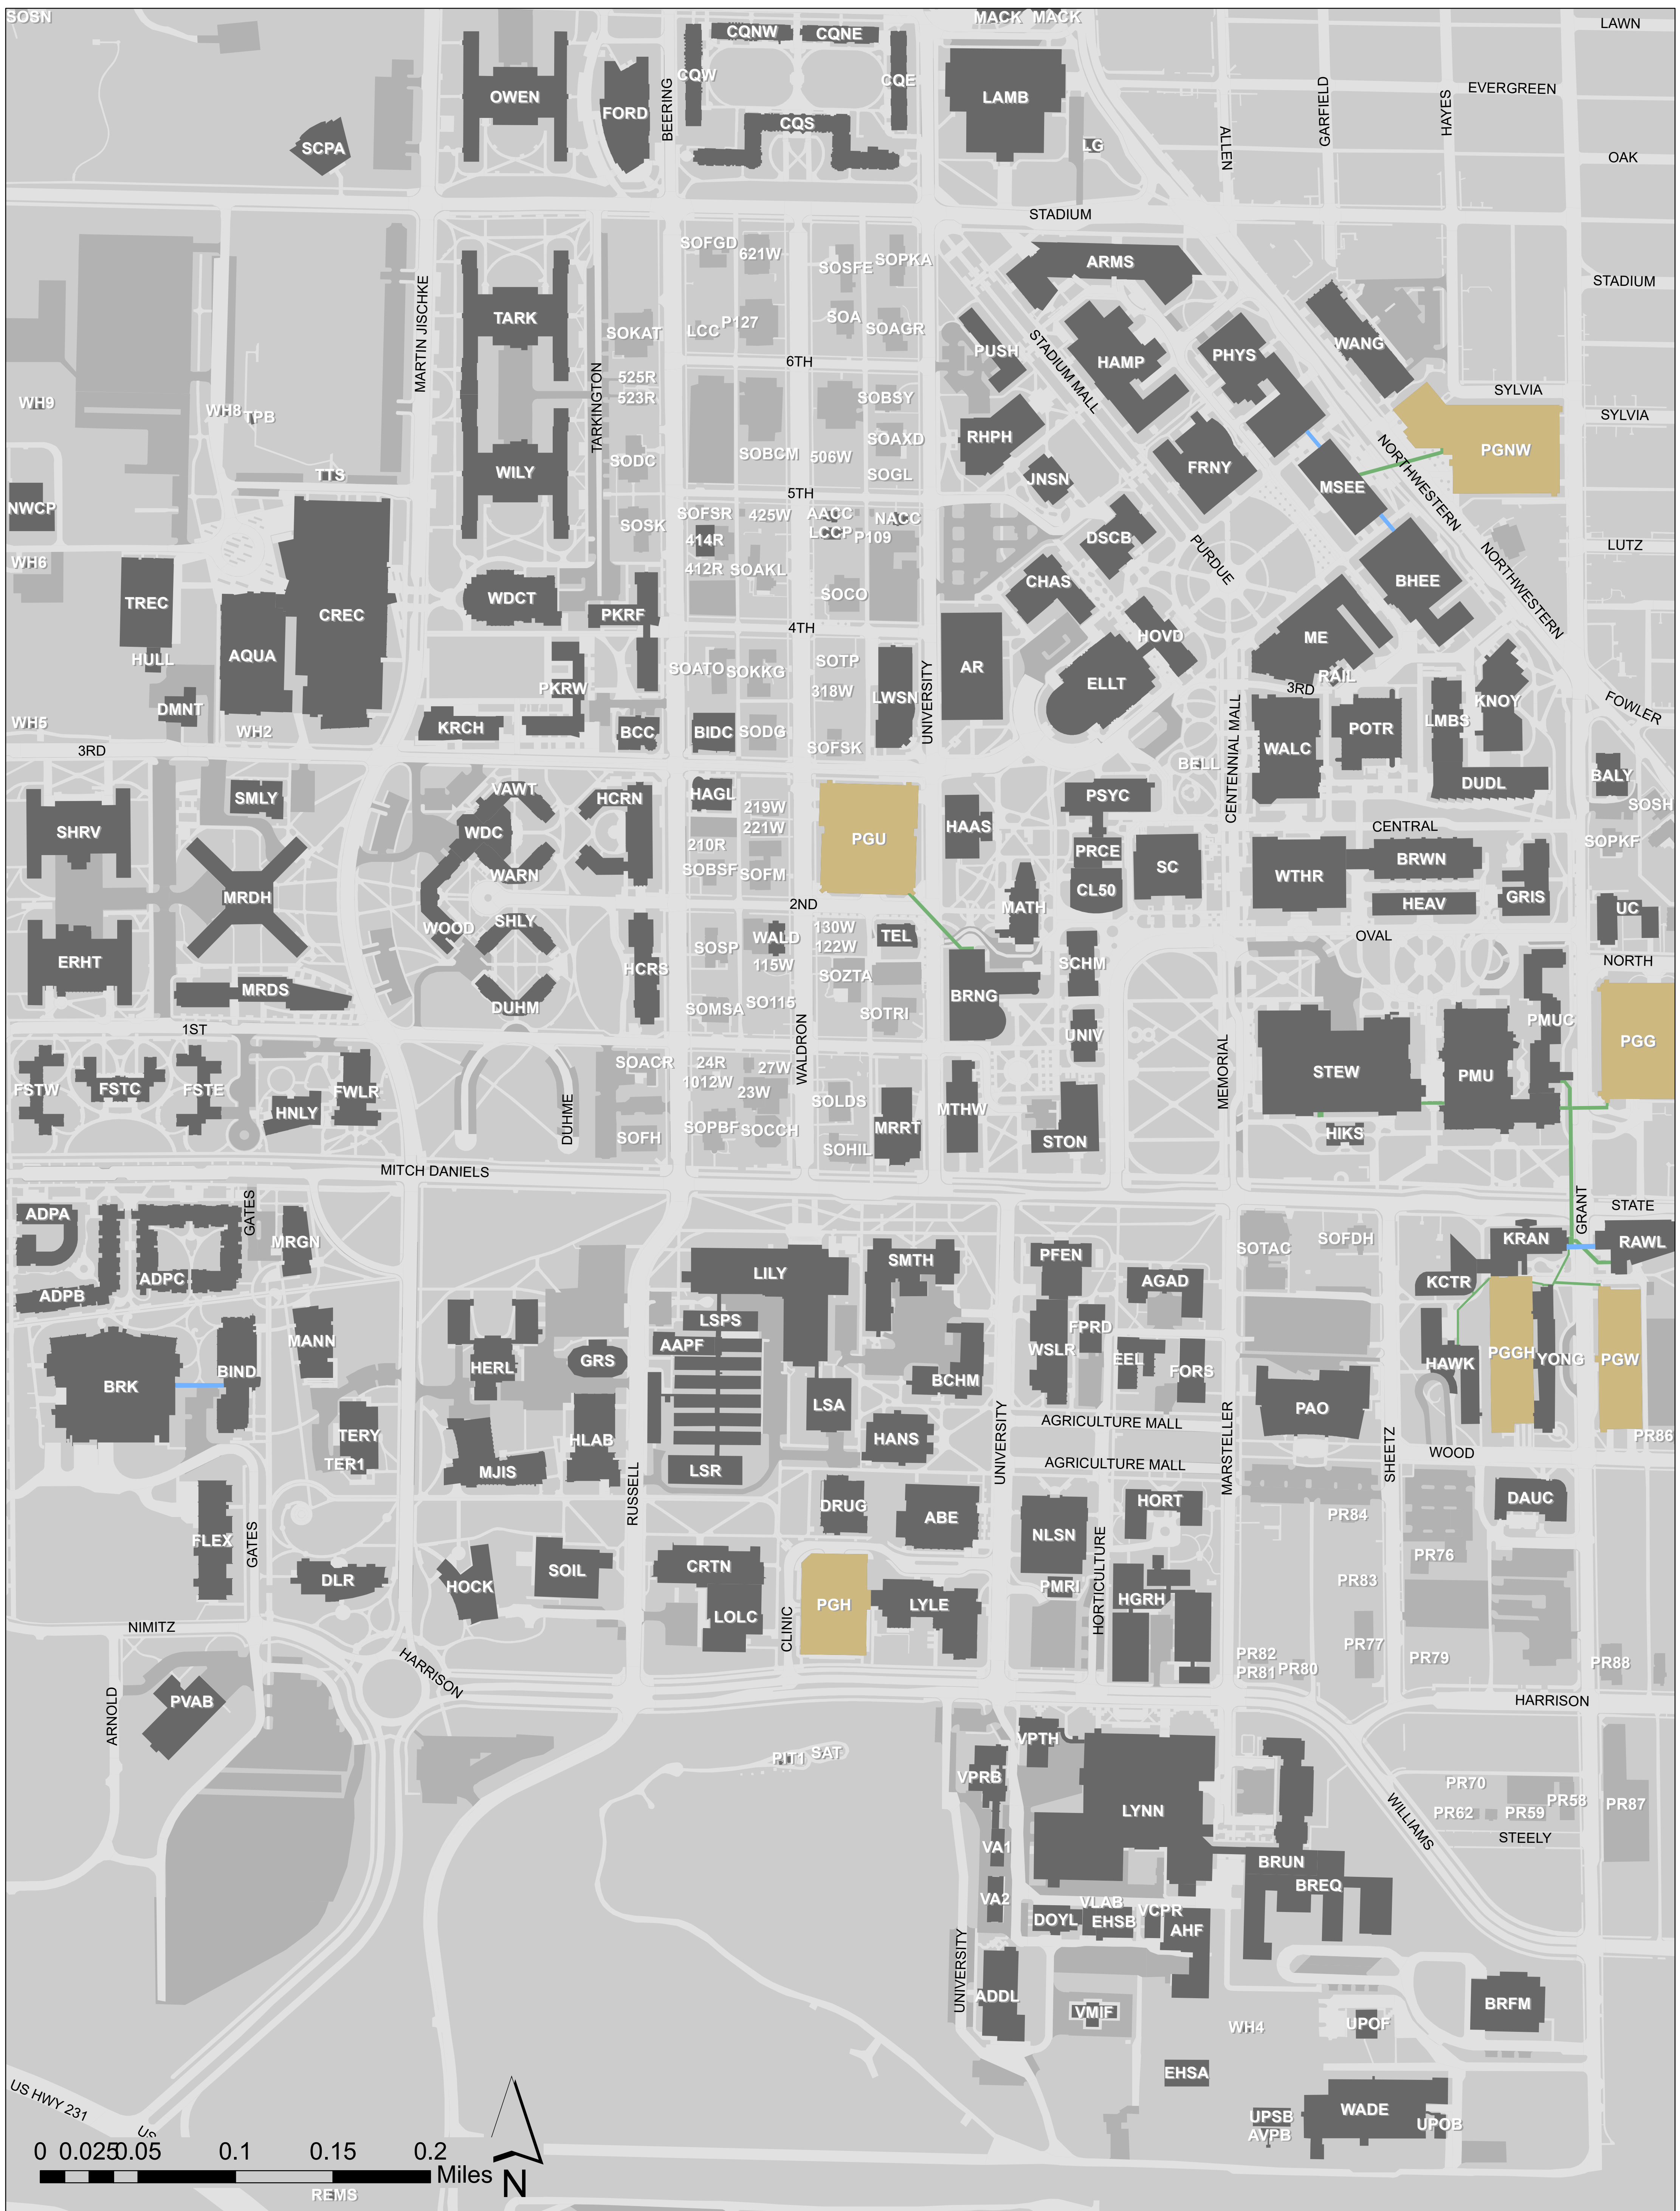 SOSN
MACK MACK
LAWN
CQNW
CQNE
CQW
CQE
OWEN
FORD
BEERING
LAMB
EVERGREEN
GARFIELD
HAYES
CQS
SCPA
LG
ALLEN
OAK
STADIUM
SOFGD
621W
SOSFE
SOPKA
ARMS
STADIUM
MARTIN JISCHKE
TARK
SOKAT
LCC
P127
SOA
SOAGR
PUSH
STADIUM MALL
HAMP
PHYS
WANG
6TH
TARKINGTON
525R
523R
SOBSY
SYLVIA
SYLVIA
WH9
WH8
TPB
SOAXD
RHPH
NORTHWESTERN
PGNW
WILY
SODC
SOBCM
506W
SOGL
JNSN
FRNY
MSEE
TTS
5TH
NWCP
SOFSR
425W
AACC
NACC
SOSK
LCCP
P109
414R
DSCB
PURDUE
NORTHWESTERN
LUTZ
WH6
412R
SOAKL
CHAS
BHEE
TREC
CREC
WDCT
PKRF
SOCO
4TH
HOVD
ME
HULL
AQUA
SOATO
SOKKG
SOTP
AR
ELLT
RAIL
PKRW
318W
LWSN
UNIVERSITY
3RD
KNOY
FOWLER
DMNT
WH5
WH2
KRCH
BCC
BIDC
SODG
SOFSK
CENTENNIAL MALL
WALC
POTR
LMBS
3RD
BELL
BALY
SMLY
VAWT
HCRN
HAGL
219W
PSYC
DUDL
SOSH
SHRV
WDC
221W
PGU
HAAS
CENTRAL
210R
PRCE
SOPKF
SC
BRWN
WARN
SOBSF
SOFM
WTHR
CL50
MRDH
2ND
MATH
HEAV
GRIS
UC
WOOD
SHLY
130W
WALD
TEL
OVAL
SOSP
122W
ERHT
HCRS
115W
SOZTA
SCHM
NORTH
MRDS
DUHM
SOMSA
SO115
SOTRI
BRNG
1ST
WALDRON
UNIV
PMUC
PGG
SOACR
24R
27W
MEMORIAL
STEW
PMU
FSTW
FSTC
FSTE
FWLR
1012W
23W
SOLDS
HNLY
DUHME
MTHW
SOFH
SOPBF
SOCCH
MRRT
STON
HIKS
SOHIL
MITCH DANIELS
ADPA
GATES
GRANT
STATE
MRGN
PFEN
SOTAC
SOFDH
KRAN
RAWL
LILY
SMTH
ADPC
AGAD
KCTR
ADPB
LSPS
FPRD
MANN
AAPF
WSLR
EEL
HAWK
PGGH
YONG
PGW
BRK
BIND
HERL
GRS
BCHM
FORS
LSA
PAO
AGRICULTURE MALL
TERY
HLAB
HANS
UNIVERSITY
MARSTELLER
SHEETZ
PR86
WOOD
TER1
MJIS
LSR
AGRICULTURE MALL
RUSSELL
DRUG
ABE
HORT
DAUC
NLSN
PR84
FLEX
GATES
HORTICULTURE
PR76
DLR
HOCK
SOIL
CRTN
PMRI
PR83
PGH
LYLE
HGRH
LOLC
NIMITZ
CLINIC
PR77
PR82
PR79
PR88
HARRISON
PR81
PR80
PVAB
ARNOLD
HARRISON
VPTH
PIT1
SAT
VPRB
PR70
LYNN
PR58
PR62
PR59
PR87
WILLIAMS
STEELY
VA1
BRUN
BREQ
VA2
VLAB
VCPR
DOYL
EHSB
AHF
UNIVERSITY
ADDL
VMIF
BRFM
UPOF
WH4
EHSA
US HWY 231
WADE
UPSB
UPOB
AVPB
US
0 0.025 0.05 0.1 0.15 0.2
Miles
N
REMS